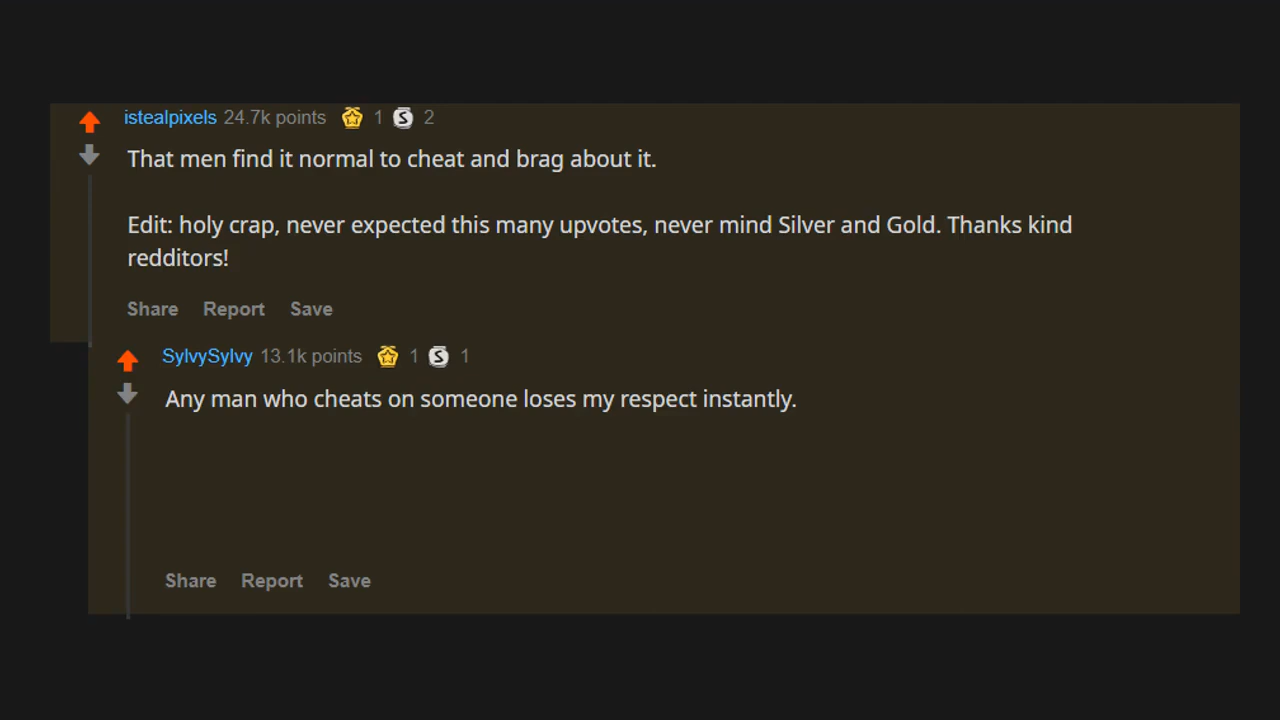 istealpixels 24.7k points 1 S 2
That men find it normal to cheat and brag about it.
Edit: holy crap, never expected this many upvotes, never mind Silver and Gold. Thanks kind
redditors!
Share Report Save
SylvySylvy 13.1k points 1 S 1
Any man who cheats on someone loses my respect instantly.
Share Report Save